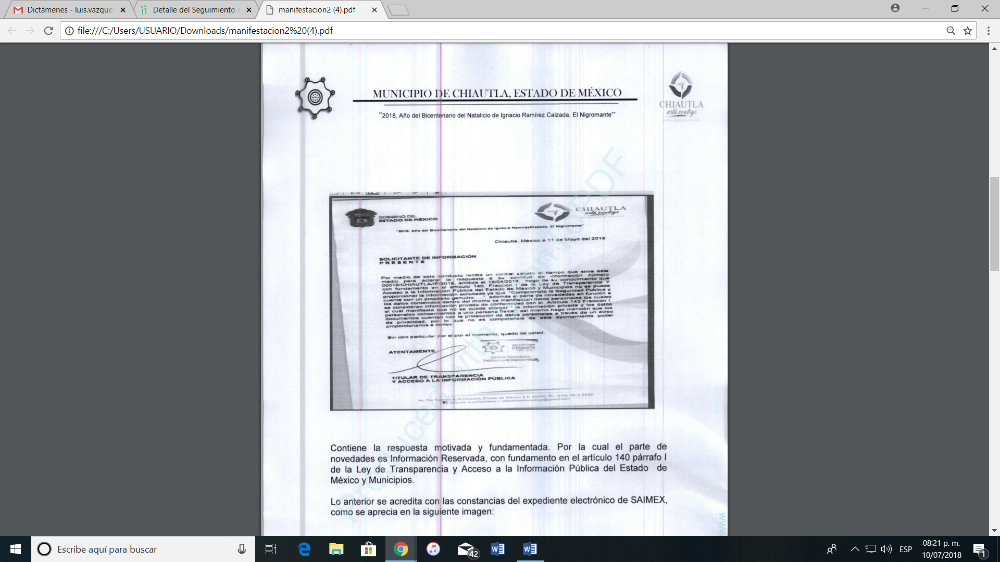 Dictámenes - luis.vazque
Detalle del Seguimiento
manifestacion2 (4).pdf
file:///C:/Users/USUARIO/Downloads/manifestacion2%20(4).pdf
MUNICIPIO DE CHIAUTLA, ESTADO DE MÉXICO
"2018, Año del Bicentenario del Natalicio de Ignacio Ramírez Calzada, El Nigromante""
CHIAUTLA
está contigo
GOBIERNO DEL
ESTADO DE MÉXICO
CHIAUTLA
está contigo
"2018. Año del Bicentenario del Natalicio de Ignacio RamírezClazada, El Nigromante"
Chiautla, México a 11 de Mayo del 2018
SOLICITANTE DE INFORMACIÓN
P R E S E N T E
Por medio de este conducto reciba un cordial saludo al tiempo que sirva este
medio para aclarar la respuesta a su solicitud de información número
00018/CHIAUTLA/IP/2018, emitida el 19/04/2018, hago de su conocimiento que
con fundamento en el artículo 140, Fracción I de la Ley de Transparencia Y
Acceso a la Información Pública del Estado de México y Municipios no se puede
proporcionar la información solicitada ya que "Compromete la Seguridad Publica y
cuente con un propósito genuino....." además el parte de novedades en función a
los datos contenidos dentro del mismo se manifiestan datos personales los cuales
se consideran información privada de conformidad con el Artículo 143 Fracción I.
el cual manifiesta que no se puede otorgar " la información privada y los datos
personales concernientes a una persona física", así mismo hago mención que los
documentos cuentan con la protección de datos personales a través de un aviso
de privacidad, por lo que no es competencia de este ayuntamiento poder
proporcionarlos a civiles
Sin otro particular por el por el momento, quedo de usted.
ATENTAMENTE
Chiautla
TITULAR DE TRANSPARENCIA
Y ACCESO A LA INFORMACIÓN PÚBLICA
Contiene la respuesta motivada y fundamentada. Por la cual el parte de
novedades es Información Reservada, con fundamento en el artículo 140 párrafo I
de la Ley de Transparencia y Acceso a la Información Pública del Estado de
México y Municipios.
Lo anterior se acredita con las constancias del expediente electrónico de SAIMEX,
como se aprecia en la siguiente imagen:
www
Escribe aquí para buscar
42
ESP
08:21 p. m.
10/07/2018
1